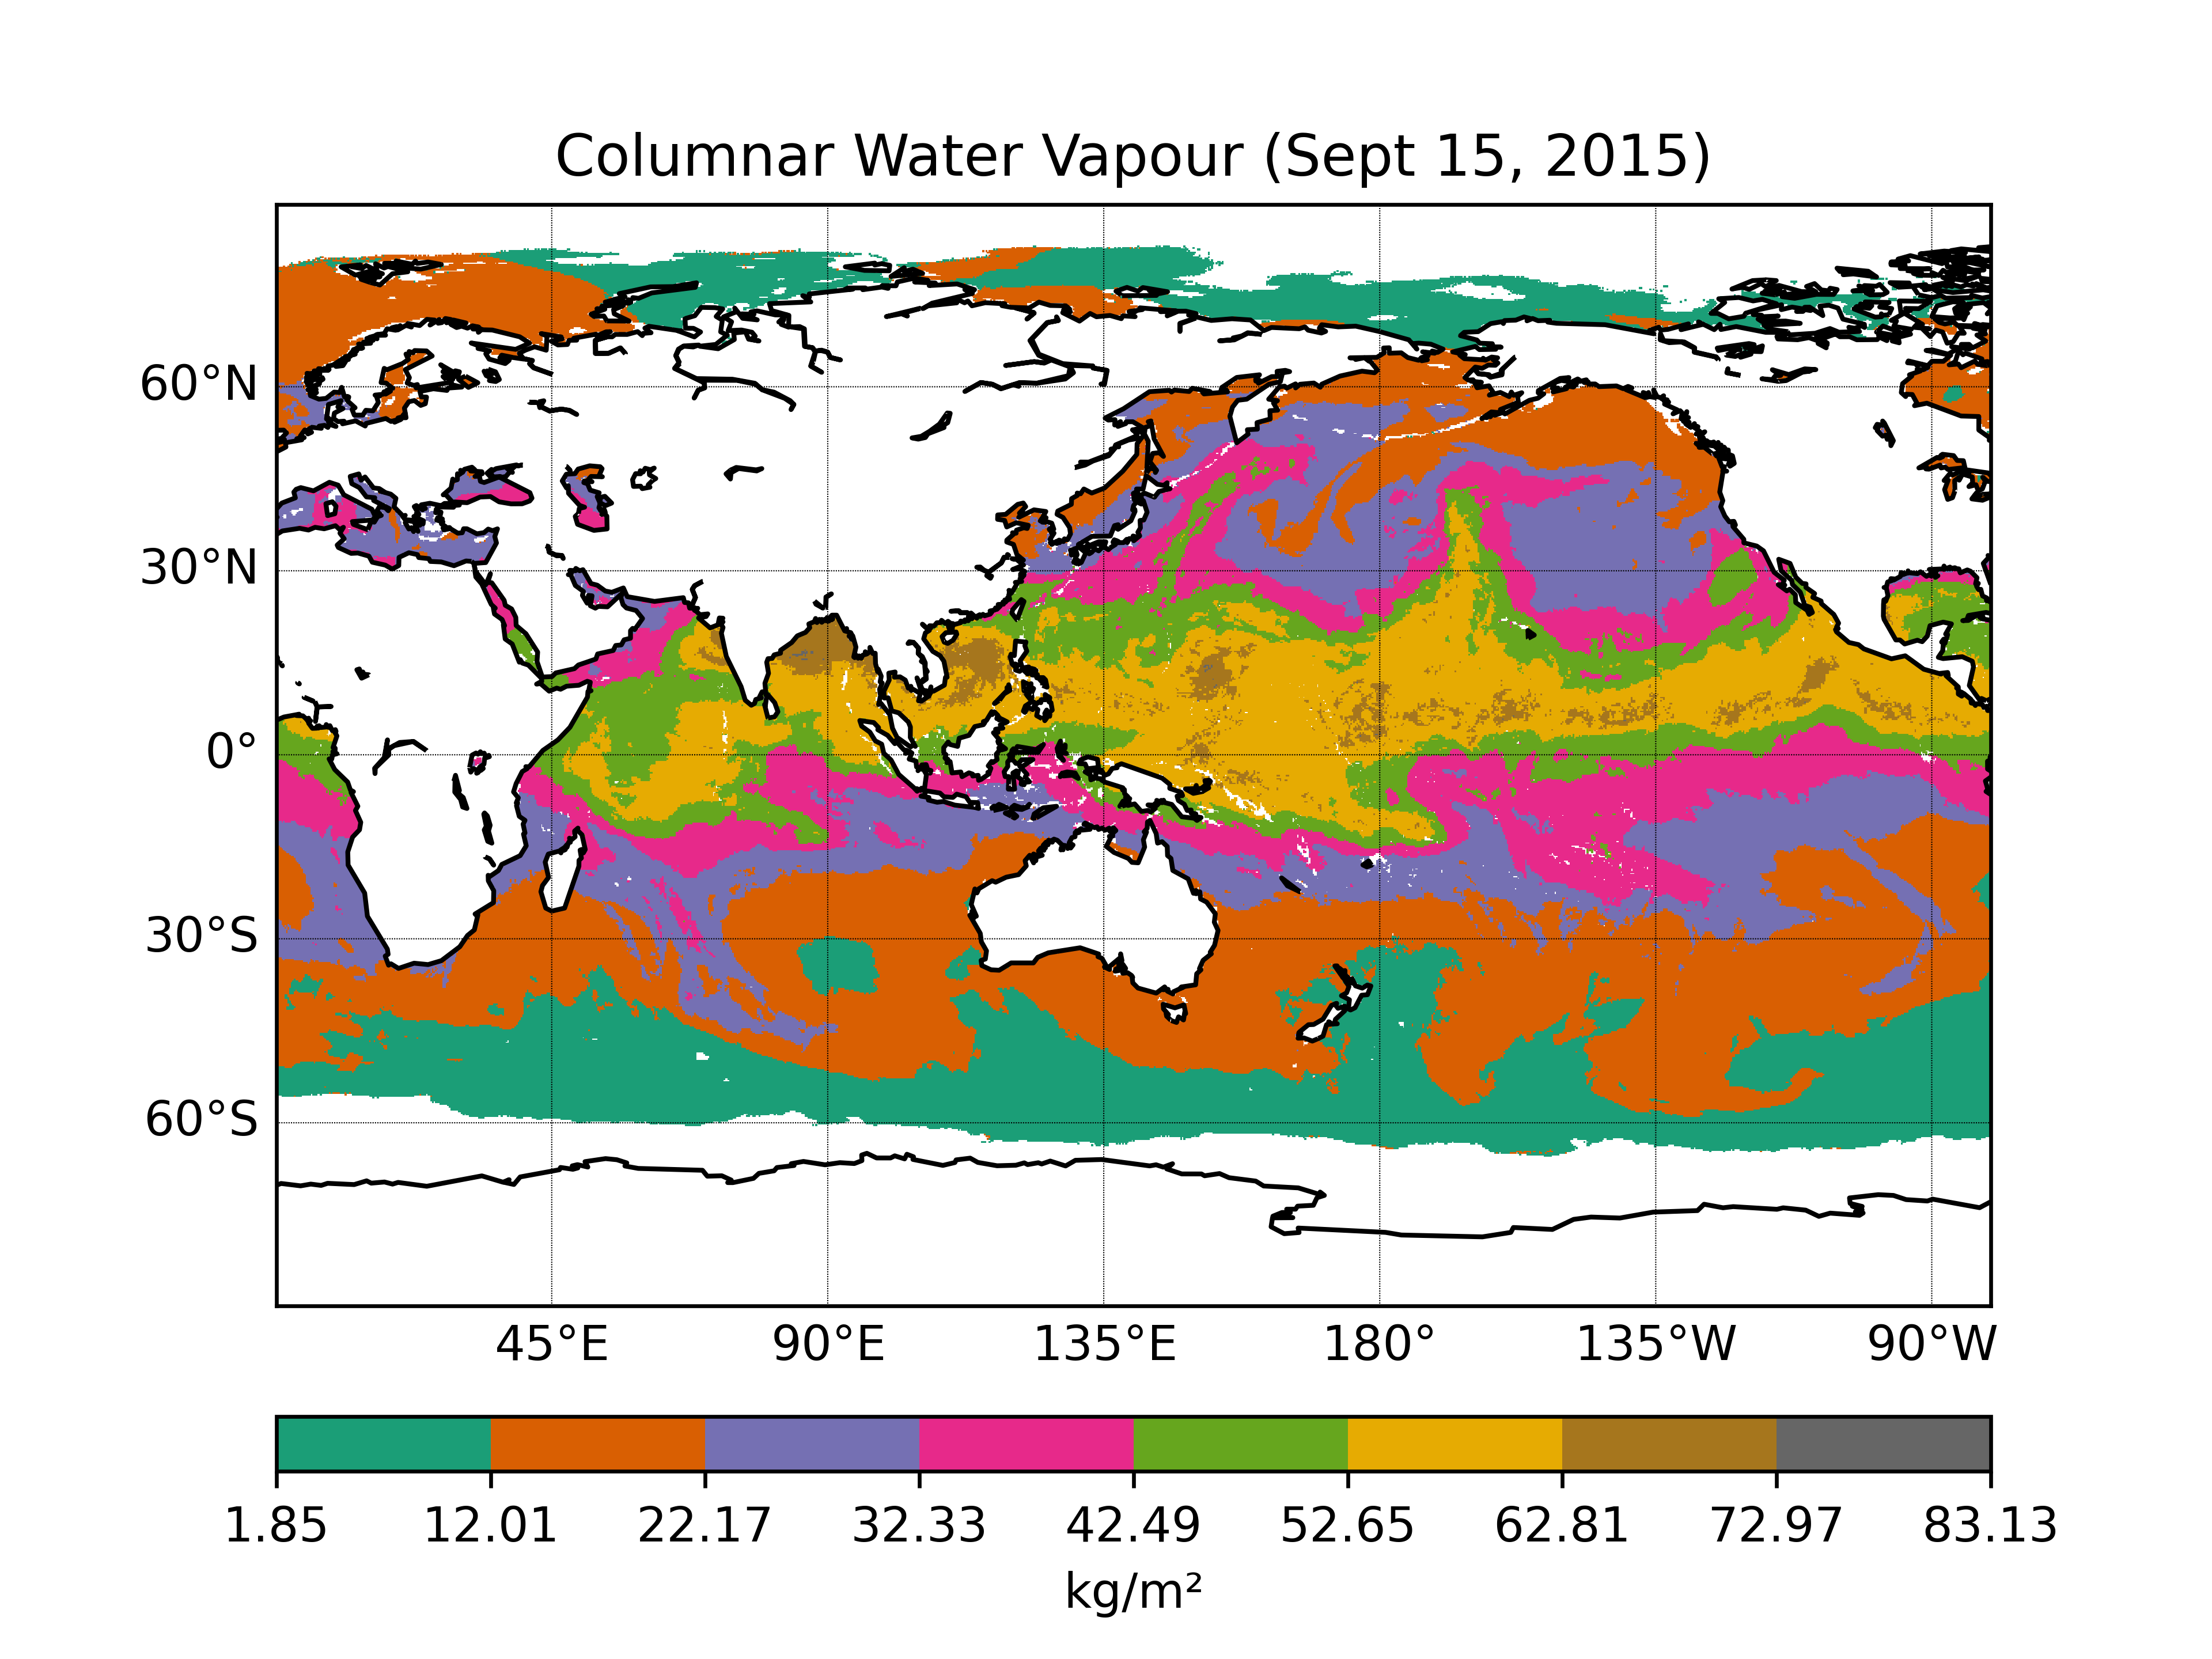 Columnar Water Vapour (Sept 15, 2015)
60°N
30°N
0°
30°S
60°S
45°E 90°E 135°E 180° 135°W 90°W
1.85 12.01 22.17 32.33 42.49 52.65 62.81 72.97 83.13
kg/m²